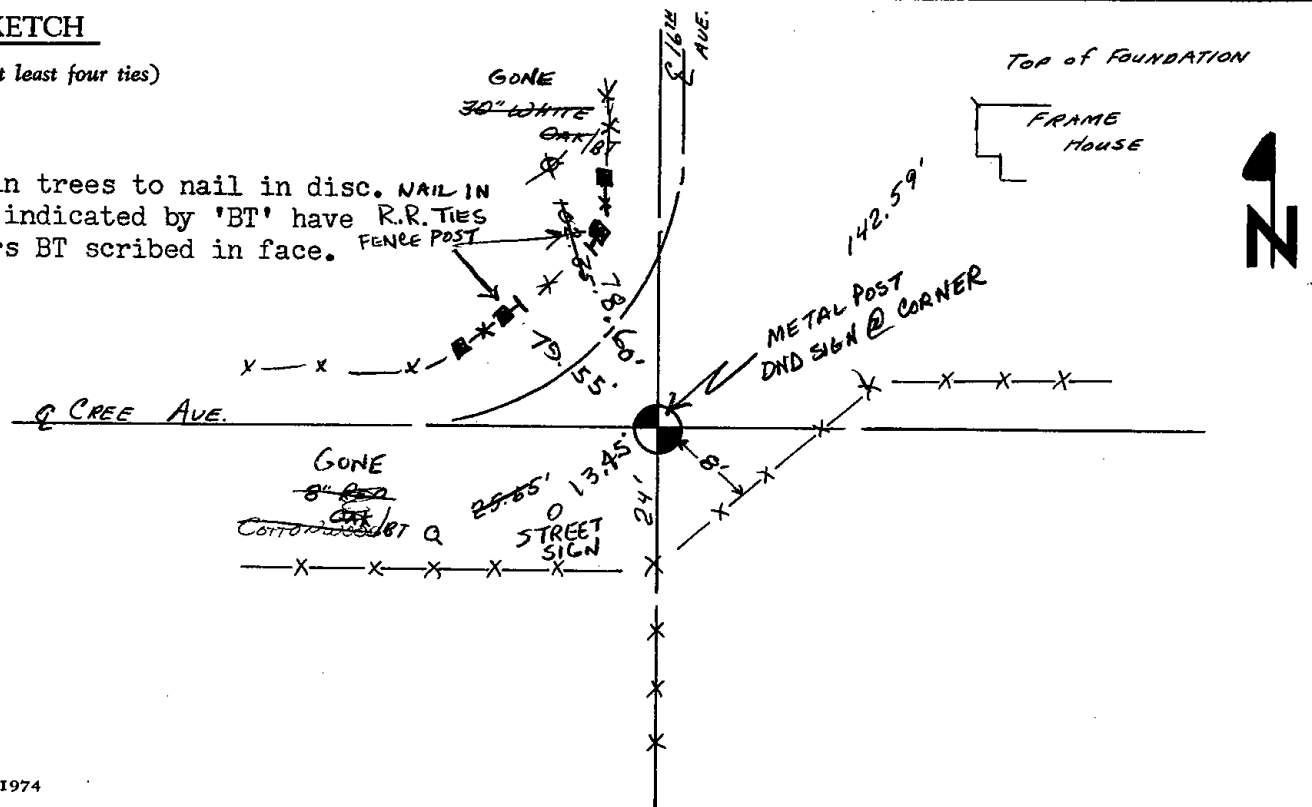 KETCH
t least four ties)
n trees to nail in disc.
indicated by 'BT' have
s BT scribed in face.
NAIL IN
R.R. TIES
FENCE POST
GONE
30" WHITE
OAK/BT
℄ 16TH
AVE.
TOP of FOUNDATION
FRAME
HOUSE
142.59'
N
78.60'
79.55'
METAL POST
DND SIGN @ CORNER
℄ CREE AVE.
GONE
8" RED
OAK/
COTTONWOOD BT
25.65'
13.45'
STREET
SIGN
24'
8'
1974